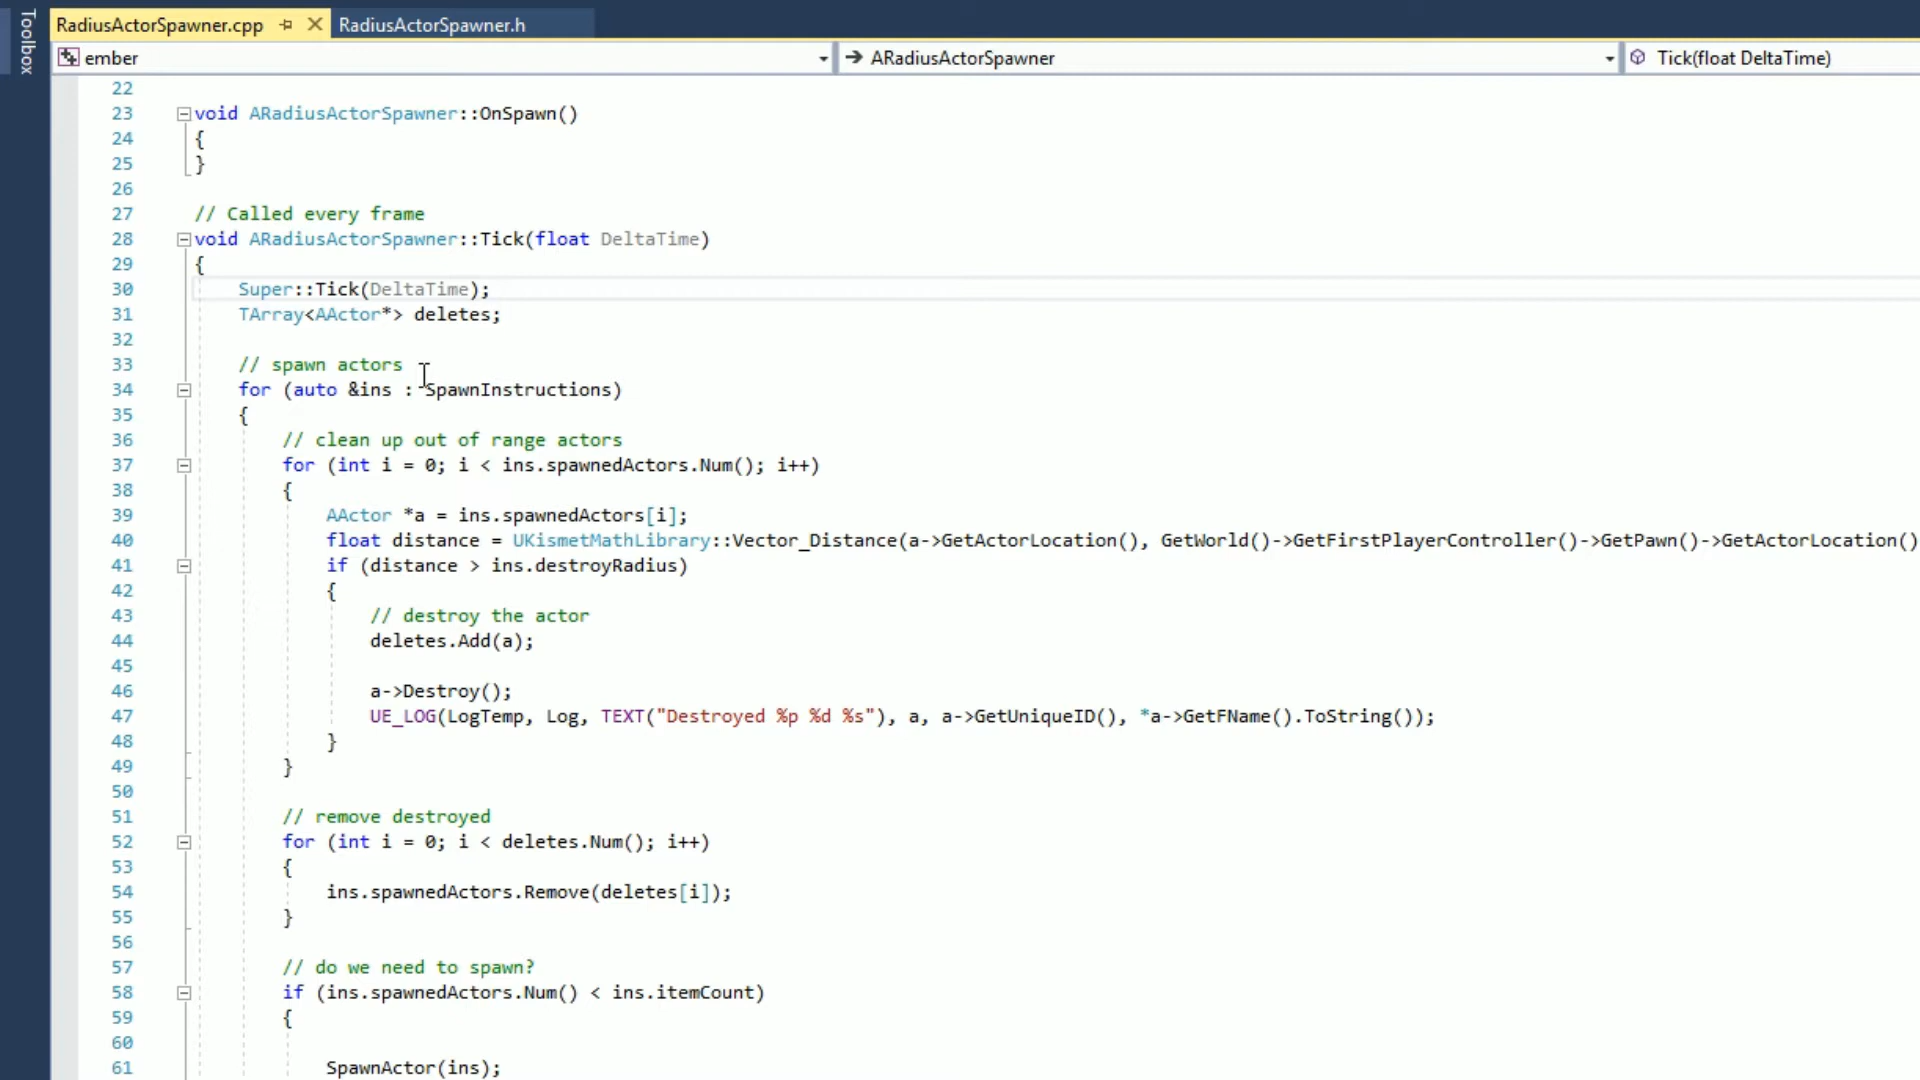 Toolbox
RadiusActorSpawner.cpp
RadiusActorSpawner.h
ember
ARadiusActorSpawner
Tick(float DeltaTime)
22
23 void ARadiusActorSpawner::OnSpawn()
24 {
25 }
26
27 // Called every frame
28 void ARadiusActorSpawner::Tick(float DeltaTime)
29 {
30 Super::Tick(DeltaTime);
31 TArray<AActor*> deletes;
32
33 // spawn actors
34 for (auto &ins : SpawnInstructions)
35 {
36 // clean up out of range actors
37 for (int i = 0; i < ins.spawnedActors.Num(); i++)
38 {
39 AActor *a = ins.spawnedActors[i];
40 float distance = UKismetMathLibrary::Vector_Distance(a->GetActorLocation(), GetWorld()->GetFirstPlayerController()->GetPawn()->GetActorLocation()
41 if (distance > ins.destroyRadius)
42 {
43 // destroy the actor
44 deletes.Add(a);
45
46 a->Destroy();
47 UE_LOG(LogTemp, Log, TEXT("Destroyed %p %d %s"), a, a->GetUniqueID(), *a->GetFName().ToString());
48 }
49 }
50
51 // remove destroyed
52 for (int i = 0; i < deletes.Num(); i++)
53 {
54 ins.spawnedActors.Remove(deletes[i]);
55 }
56
57 // do we need to spawn?
58 if (ins.spawnedActors.Num() < ins.itemCount)
59 {
60
61 SpawnActor(ins);